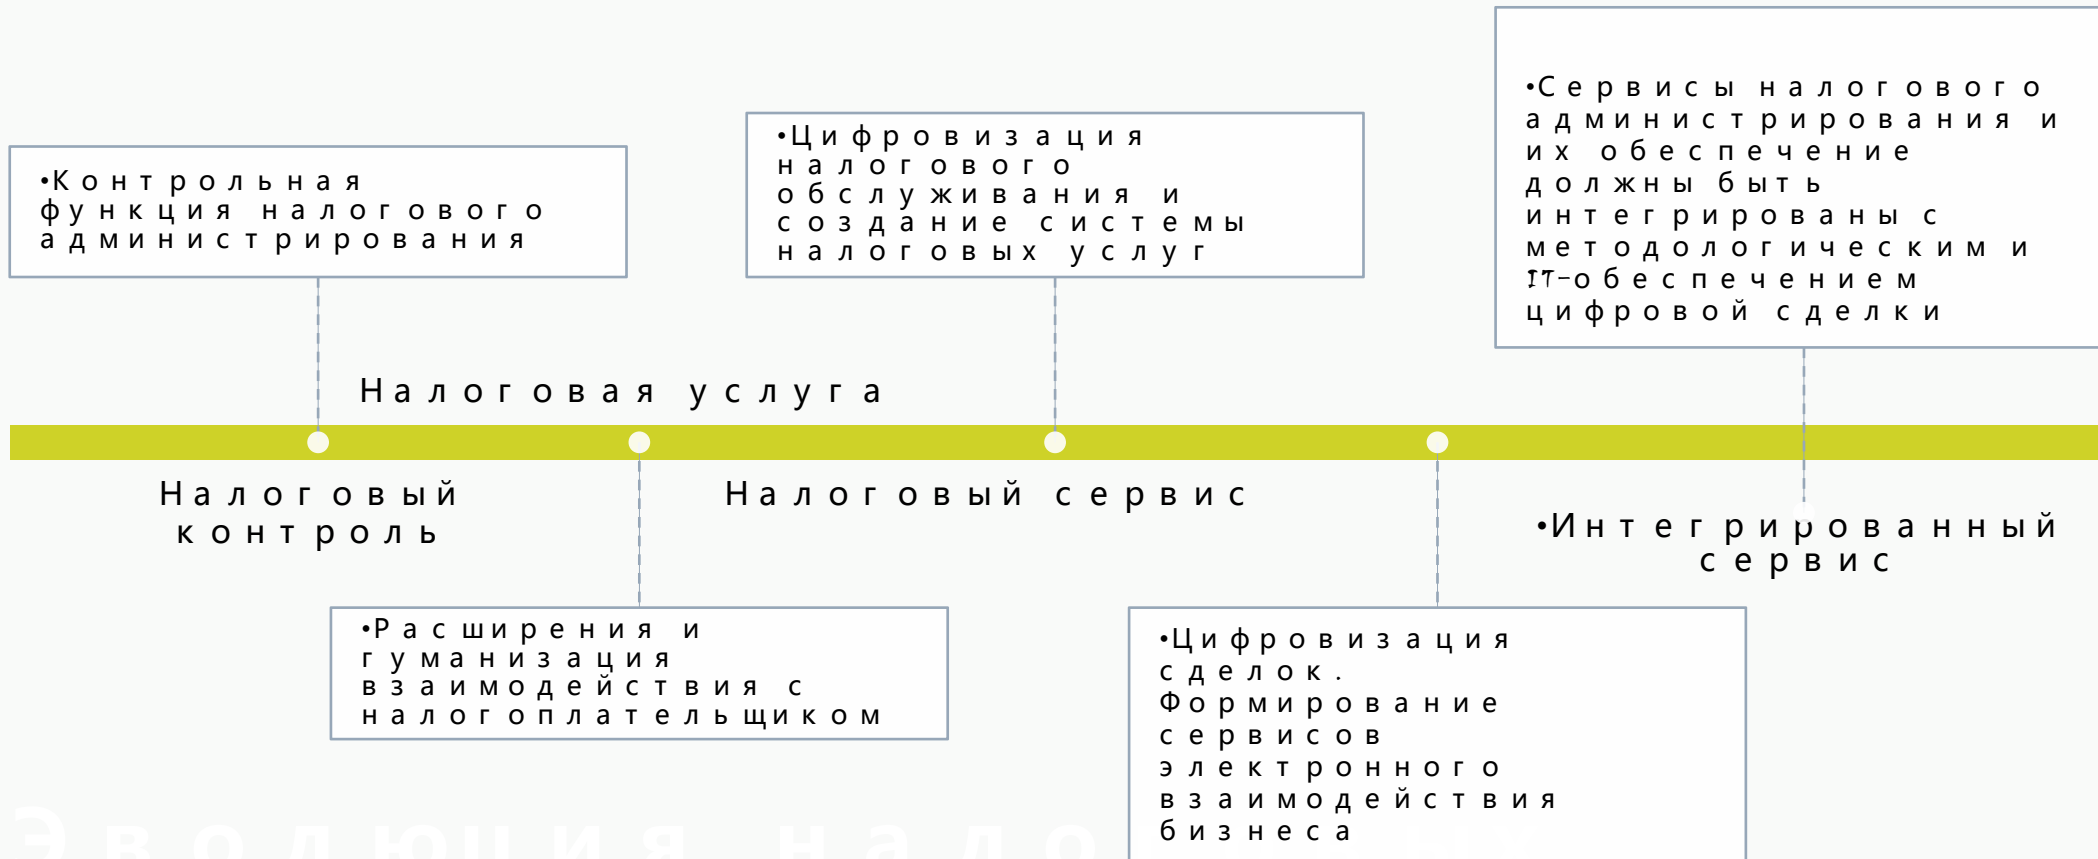 •Контрольная
функция налогового
администрирования
•Цифровизация
налогового
обслуживания и
создание системы
налоговых услуг
•Сервисы налогового
администрирования и
их обеспечение
должны быть
интегрированы с
методологическим и
IT-обеспечением
цифровой сделки
Налоговая услуга
Налоговый
контроль
Налоговый сервис
•Интегрированный
сервис
•Расширения и
гуманизация
взаимодействия с
налогоплательщиком
•Цифровизация
сделок.
Формирование
сервисов
электронного
взаимодействия
бизнеса
Эволюция